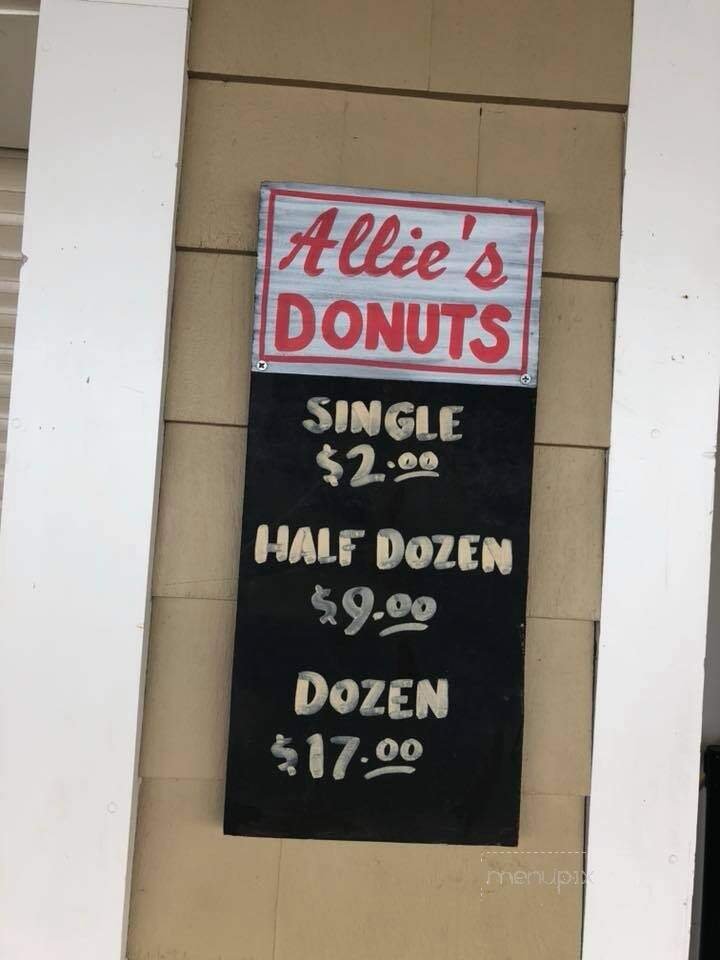 Allie's
DONUTS
SINGLE
$2.00
HALF DOZEN
$9.00
DOZEN
$17.00
menupix